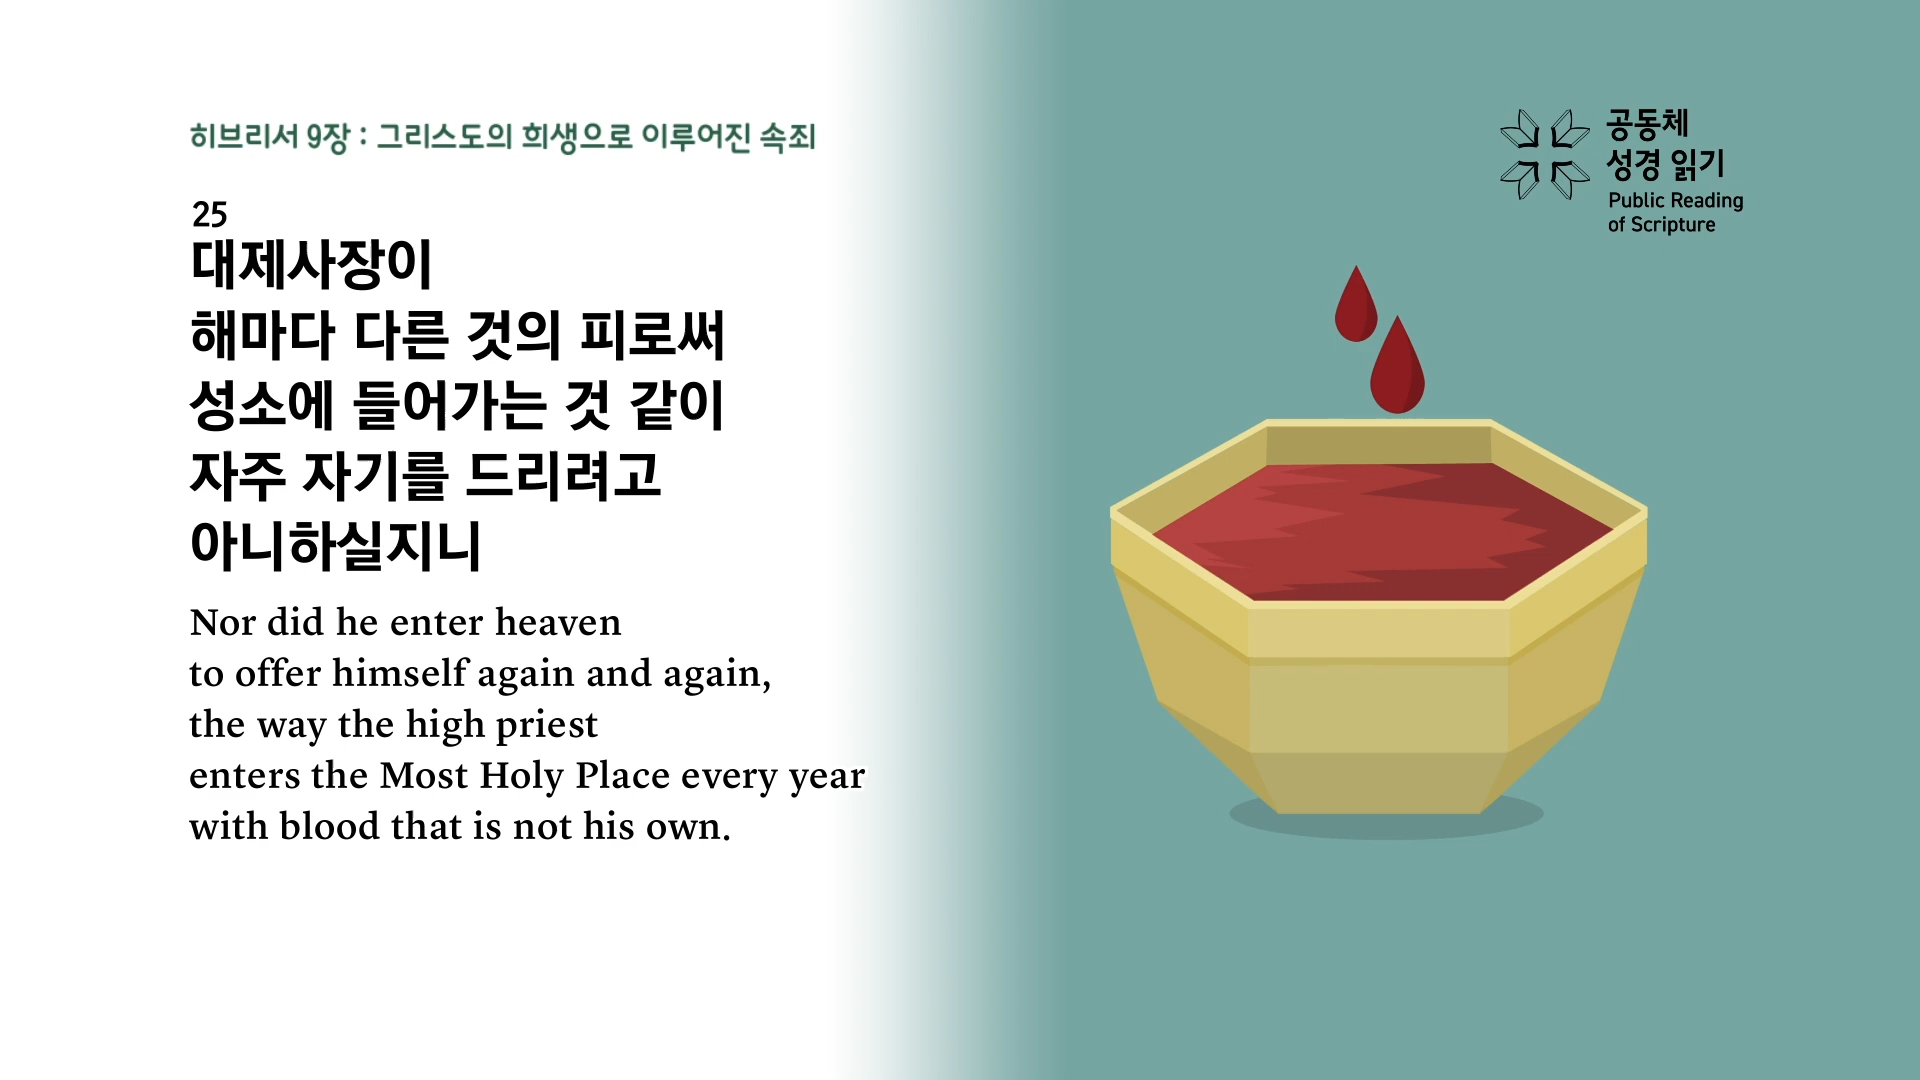 히브리서 9장 : 그리스도의 희생으로 이루어진 속죄
25
대제사장이
해마다 다른 것의 피로써
성소에 들어가는 것 같이
자주 자기를 드리려고
아니하실지니
Nor did he enter heaven
to offer himself again and again,
the way the high priest
enters the Most Holy Place every year
with blood that is not his own.
공동체
성경 읽기
Public Reading
of Scripture